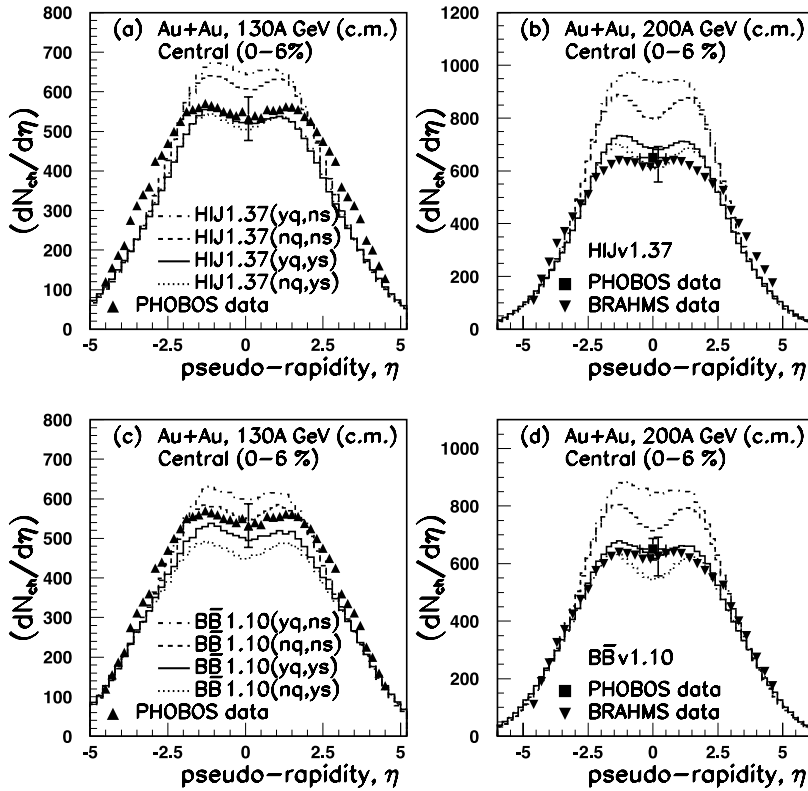 (a) Au+Au, 130A GeV (c.m.)
Central (0-6%)
800
700
600
500
400
300
200
100
0
(dN_ch/dη)
HIJ1.37(yq,ns)
HIJ1.37(nq,ns)
HIJ1.37(yq,ys)
HIJ1.37(nq,ys)
PHOBOS data
-5 -2.5 0 2.5 5
pseudo-rapidity, η
(b) Au+Au, 200A GeV (c.m.)
Central (0-6 %)
1200
1000
800
600
400
200
0
(dN_ch/dη)
HIJv1.37
PHOBOS data
BRAHMS data
-5 -2.5 0 2.5 5
pseudo-rapidity, η
(c) Au+Au, 130A GeV (c.m.)
Central (0-6 %)
800
700
600
500
400
300
200
100
0
(dN_ch/dη)
BB̅1.10(yq,ns)
BB̅1.10(nq,ns)
BB̅1.10(yq,ys)
BB̅1.10(nq,ys)
PHOBOS data
-5 -2.5 0 2.5 5
pseudo-rapidity, η
(d) Au+Au, 200A GeV (c.m.)
Central (0-6 %)
1000
800
600
400
200
0
(dN_ch/dη)
BB̅v1.10
PHOBOS data
BRAHMS data
-5 -2.5 0 2.5 5
pseudo-rapidity, η